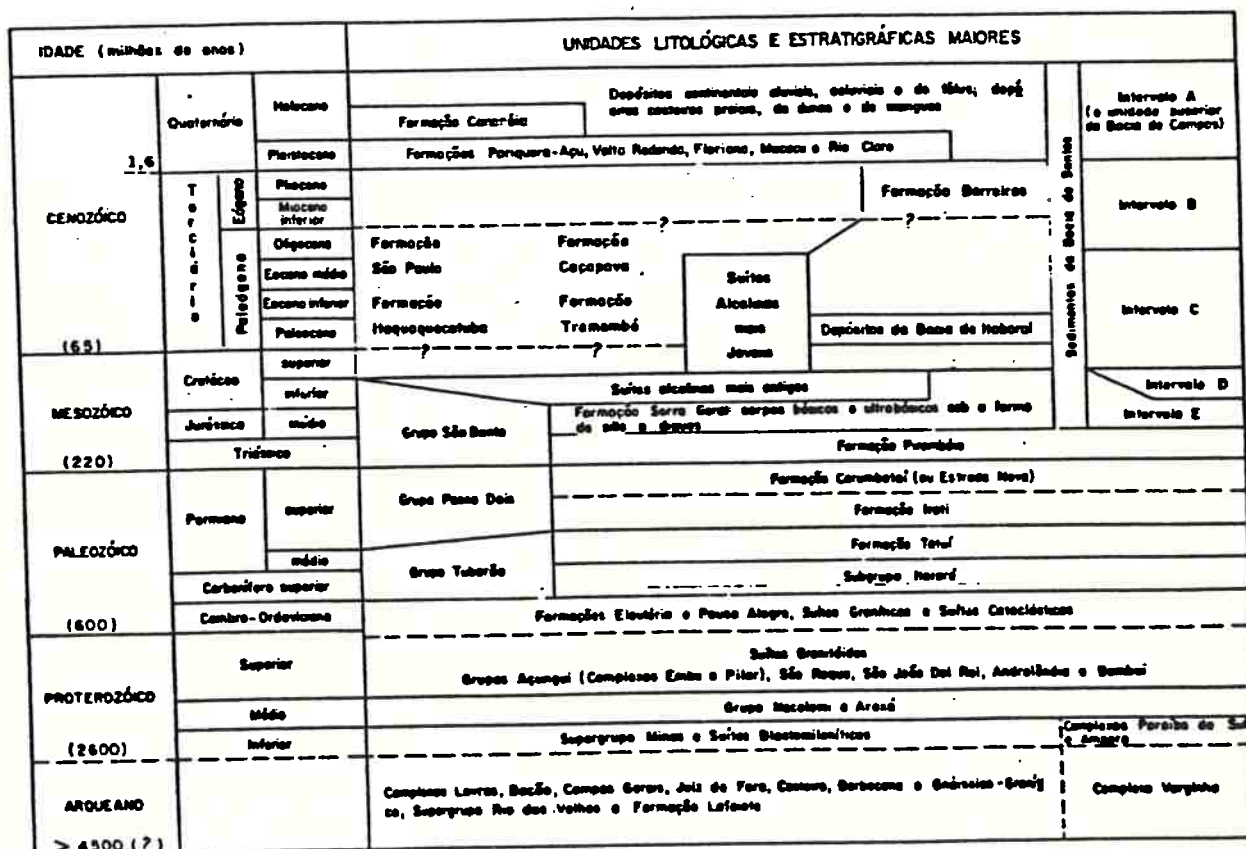 IDADE (milhões de anos)
UNIDADES LITOLÓGICAS E ESTRATIGRÁFICAS MAIORES
CENOZÓICO
1,6
(65)
Quaternário
Holoceno
Pleistoceno
Terciário
Paleógeno
Plioceno
Mioceno
inferior
Oligoceno
Eoceno médio
Eoceno inferior
Paleoceno
Depósitos continentais aluviais, coluviais e de tálus; depó
praiais, de dunas e de mangues
Formação Cananéia
Formações Pariquera-Açu, Volta Redonda, Floriano, Macacu e Rio Claro
Formação Barreiras
?
?
Formação
São Paulo
Formação
Itaquaquecetuba
?
Formação
Caçapava
Formação
Tremembé
?
Suítes
Alcalinas
mais
Jovens
Depósitos da Bacia de Itaboraí
Sedimentos da Bacia de Santos
Intervalo A
(e unidade superior
da Bacia de Campos)
Intervalo B
Intervalo C
Intervalo D
Intervalo E
MESOZÓICO
(220)
Cretáceo
superior
inferior
Jurássico
médio
Triássico
Suítes alcalinas mais antigas
Grupo São Bento
Formação Serra Geral: corpos básicos e ultrabásicos sob a forma
de sills e diques
Formação Pirambóia
PALEOZÓICO
(600)
Permiano
superior
médio
Carbonífero superior
Cambro-Ordoviciano
Grupo Passa Dois
Formação Corumbataí (ou Estrada Nova)
Formação Irati
Grupo Tubarão
Formação Tatuí
Subgrupo Itararé
Formações Eleutério e Pouso Alegre, Suítes Graníticas e Suítes Cataclásticas
PROTEROZÓICO
(2600)
Superior
Médio
Inferior
Suítes Granitóides
Grupos Açungui (Complexos Embu e Pilar), São Roque, São João Del Rei, Andrelândia e Bambuí
Grupo Itacolomi e Araxá
Supergrupo Minas e Suítes Blastomiloníticas
Complexos Paraíba do Sul
e Amparo
ARQUEANO
> 4500 (?)
Complexos Lavras, Bação, Campos Gerais, Juiz de Fora, Costeiro, Barbacena e
Supergrupo Rio das Velhas e Formação Lafaiete
Complexo Varginha